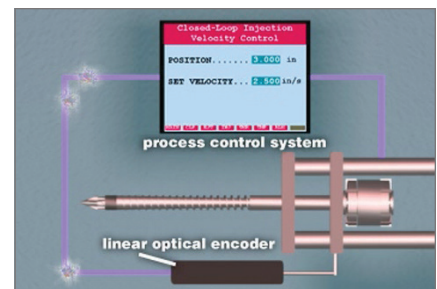 Closed-Loop Injection
Velocity Control
POSITION....... 3.000 in
SET VELOCITY... 2.500 in/s
process control system
linear optical encoder